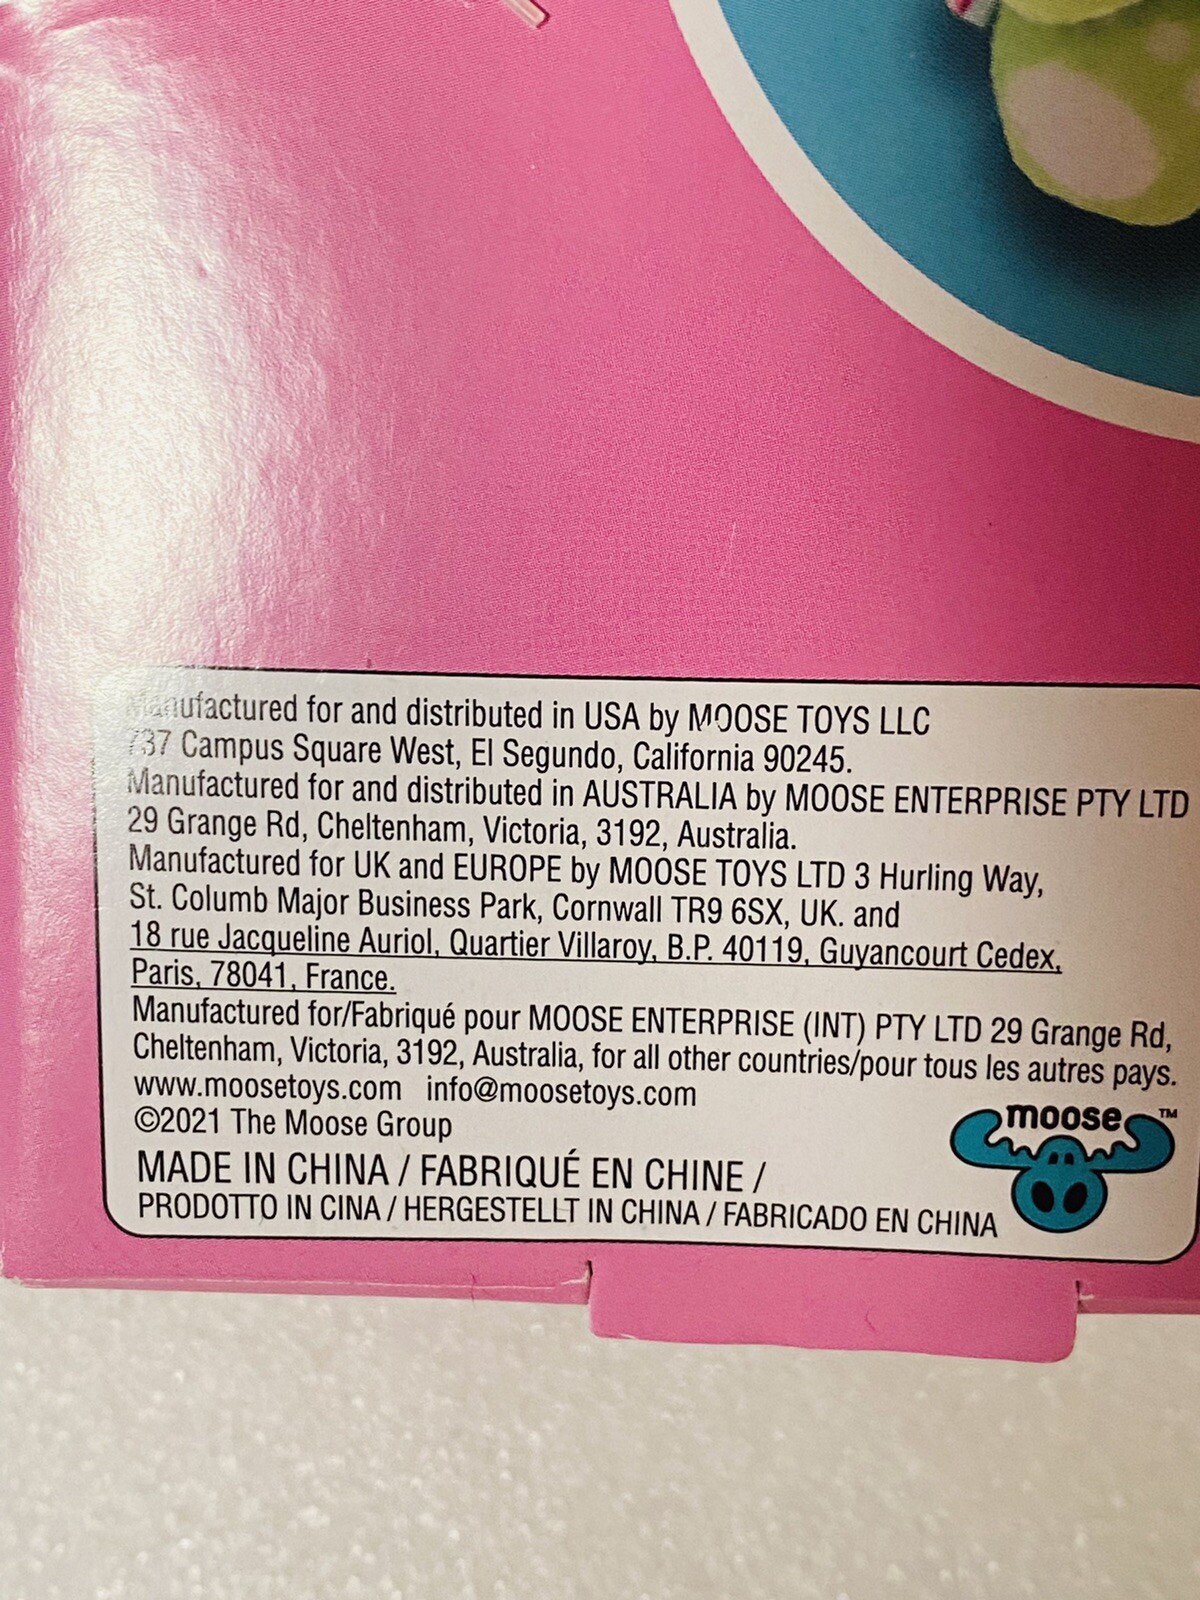 Manufactured for and distributed in USA by MOOSE TOYS LLC
737 Campus Square West, El Segundo, California 90245.
Manufactured for and distributed in AUSTRALIA by MOOSE ENTERPRISE PTY LTD
29 Grange Rd, Cheltenham, Victoria, 3192, Australia.
Manufactured for UK and EUROPE by MOOSE TOYS LTD 3 Hurling Way,
St. Columb Major Business Park, Cornwall TR9 6SX, UK. and
18 rue Jacqueline Auriol, Quartier Villaroy, B.P. 40119, Guyancourt Cedex,
Paris, 78041, France.
Manufactured for/Fabriqué pour MOOSE ENTERPRISE (INT) PTY LTD 29 Grange Rd,
Cheltenham, Victoria, 3192, Australia, for all other countries/pour tous les autres pays.
www.moosetoys.com info@moosetoys.com
©2021 The Moose Group
moose™
MADE IN CHINA / FABRIQUÉ EN CHINE /
PRODOTTO IN CINA / HERGESTELLT IN CHINA / FABRICADO EN CHINA